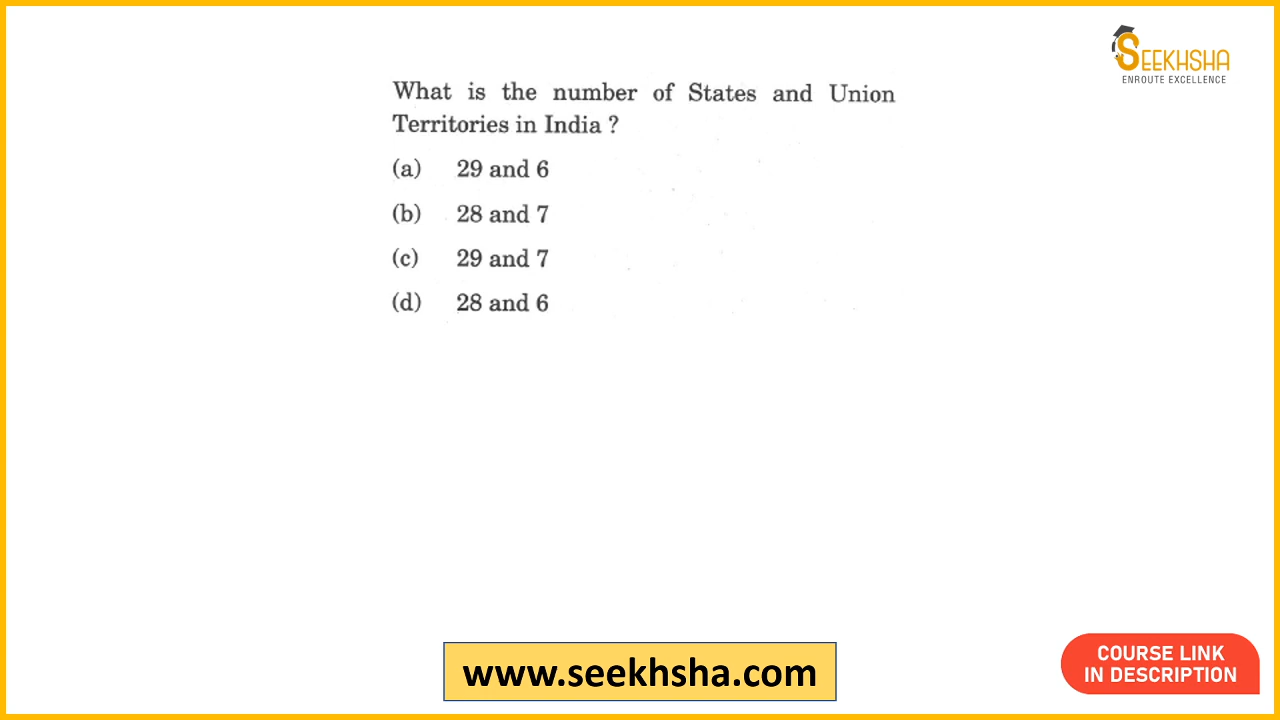 SEEKHSHA
ENROUTE EXCELLENCE
What is the number of States and Union
Territories in India ?
(a) 29 and 6
(b) 28 and 7
(c) 29 and 7
(d) 28 and 6
www.seekhsha.com
COURSE LINK
IN DESCRIPTION